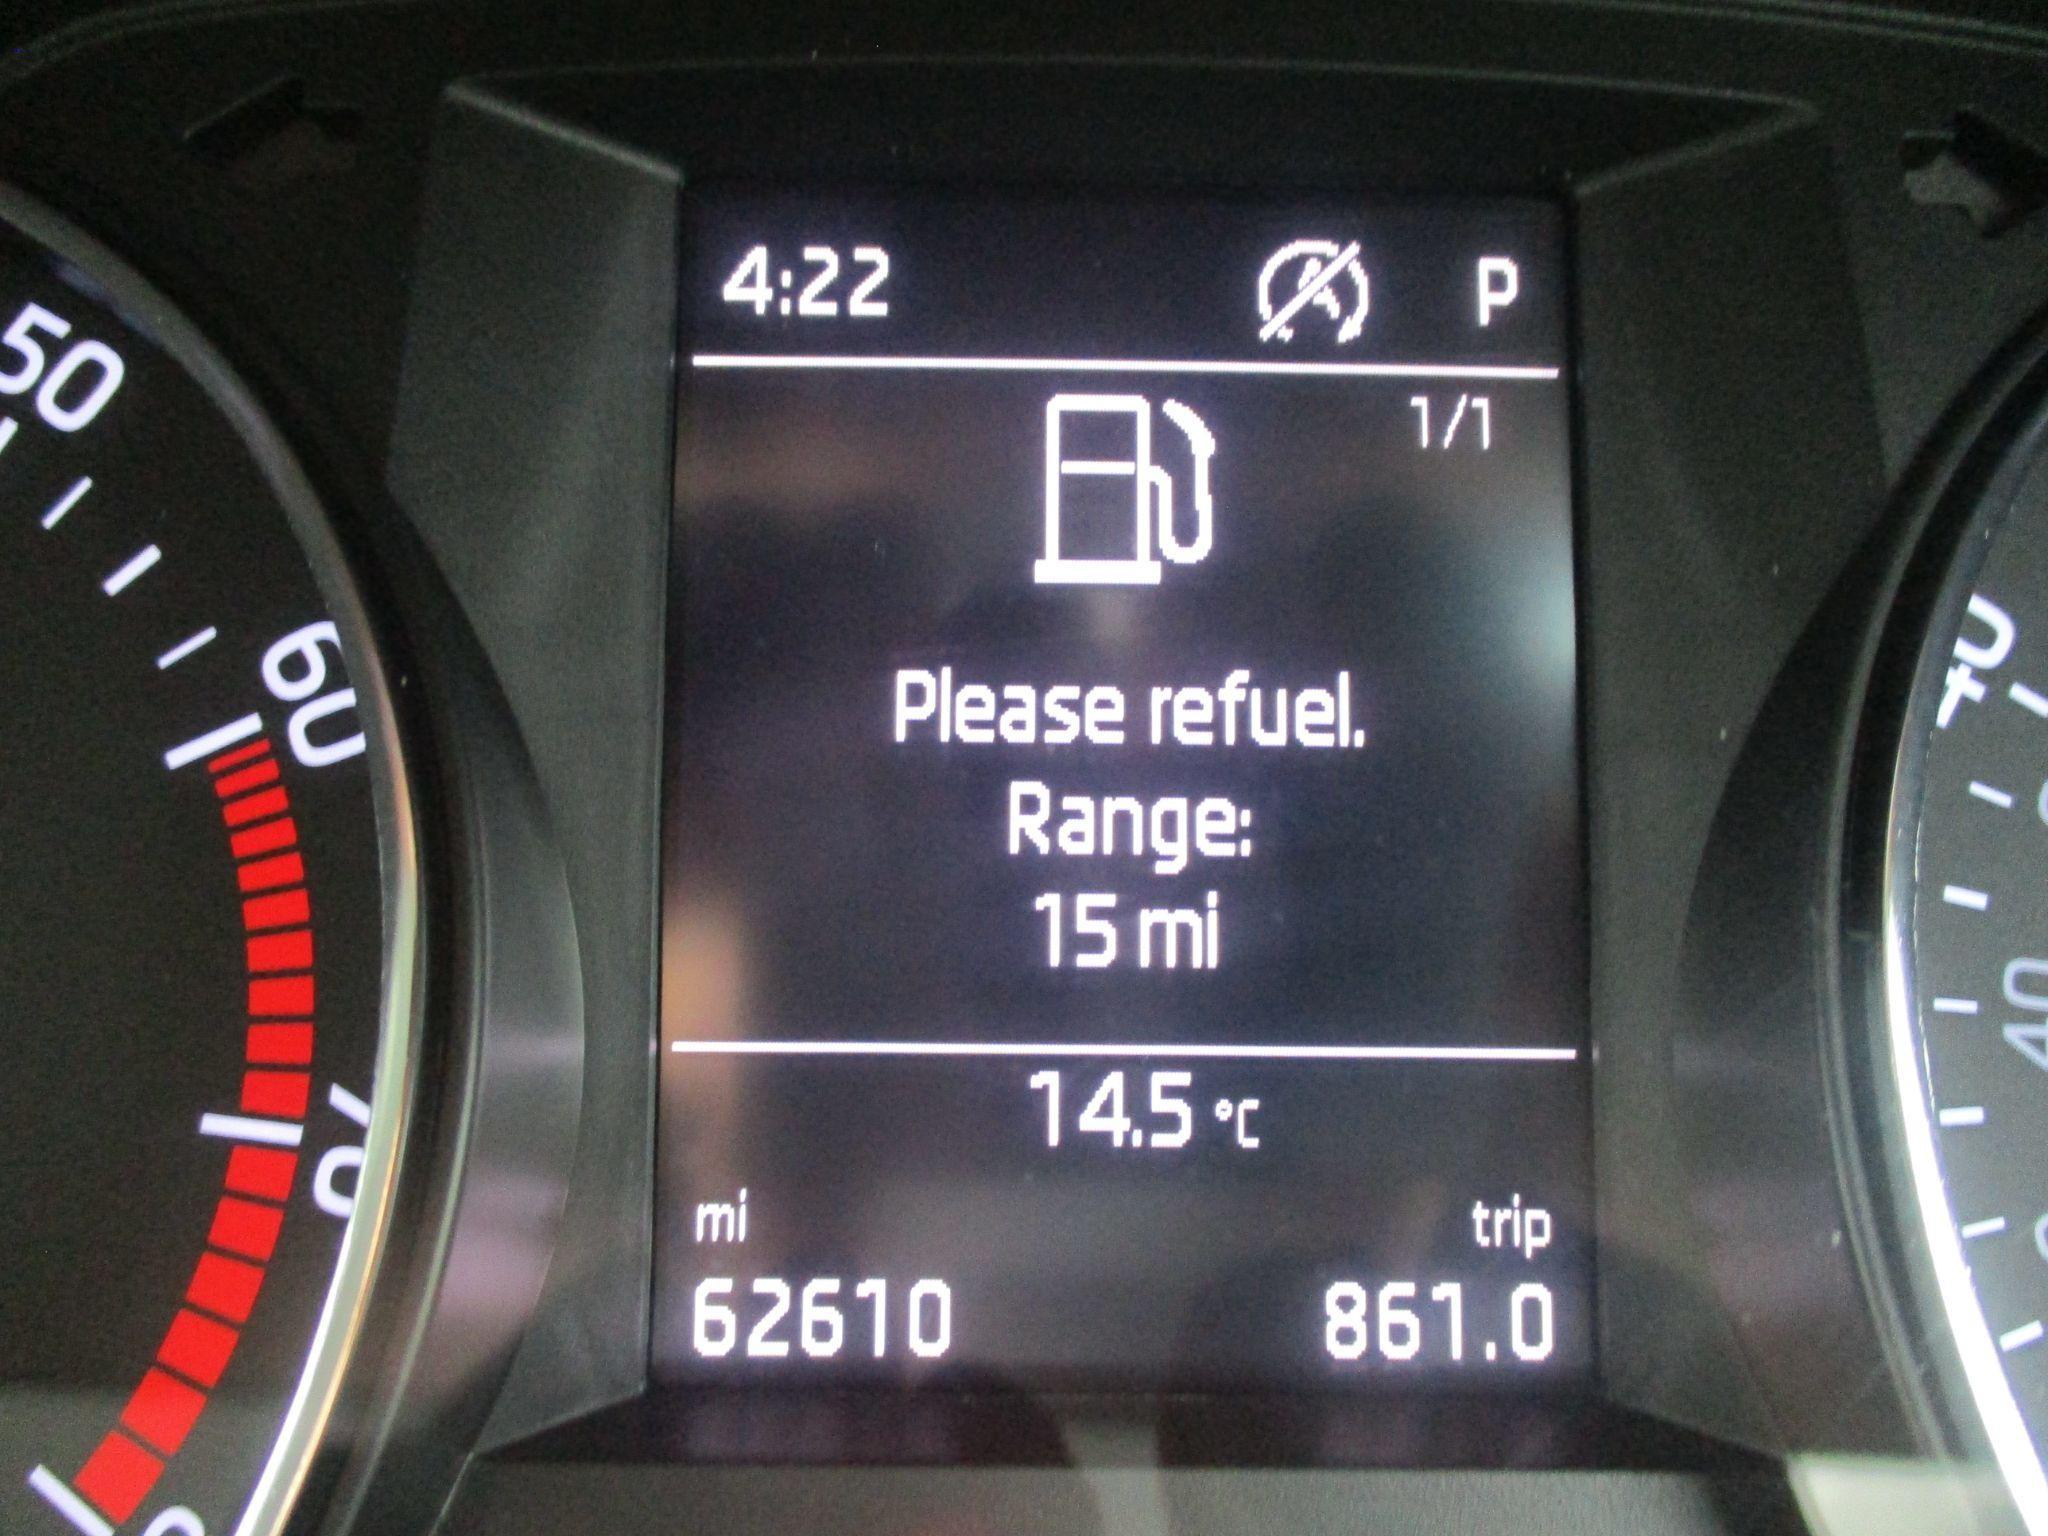 4:22 P
1/1
Please refuel.
Range:
15 mi
14.5 °C
mi trip
62610 861.0
50
60
70
40
40